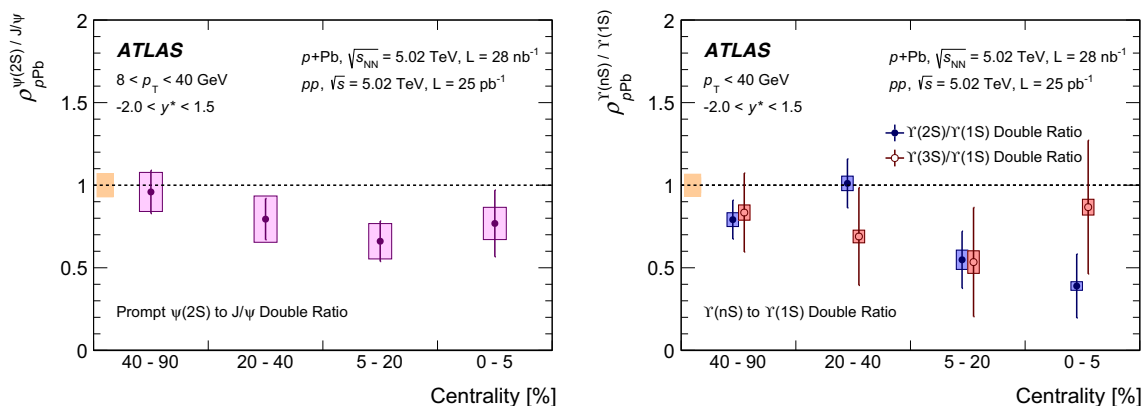 ρ_pPb^ψ(2S) / J/ψ
2
1.5
1
0.5
0
ATLAS
p+Pb, √s_NN = 5.02 TeV, L = 28 nb⁻¹
8 < p_T < 40 GeV
pp, √s = 5.02 TeV, L = 25 pb⁻¹
-2.0 < y* < 1.5
Prompt ψ(2S) to J/ψ Double Ratio
40 - 90 20 - 40 5 - 20 0 - 5
Centrality [%]
ρ_pPb^ϒ(nS) / ϒ(1S)
2
1.5
1
0.5
0
ATLAS
p+Pb, √s_NN = 5.02 TeV, L = 28 nb⁻¹
p_T < 40 GeV
pp, √s = 5.02 TeV, L = 25 pb⁻¹
-2.0 < y* < 1.5
ϒ(2S)/ϒ(1S) Double Ratio
ϒ(3S)/ϒ(1S) Double Ratio
ϒ(nS) to ϒ(1S) Double Ratio
40 - 90 20 - 40 5 - 20 0 - 5
Centrality [%]